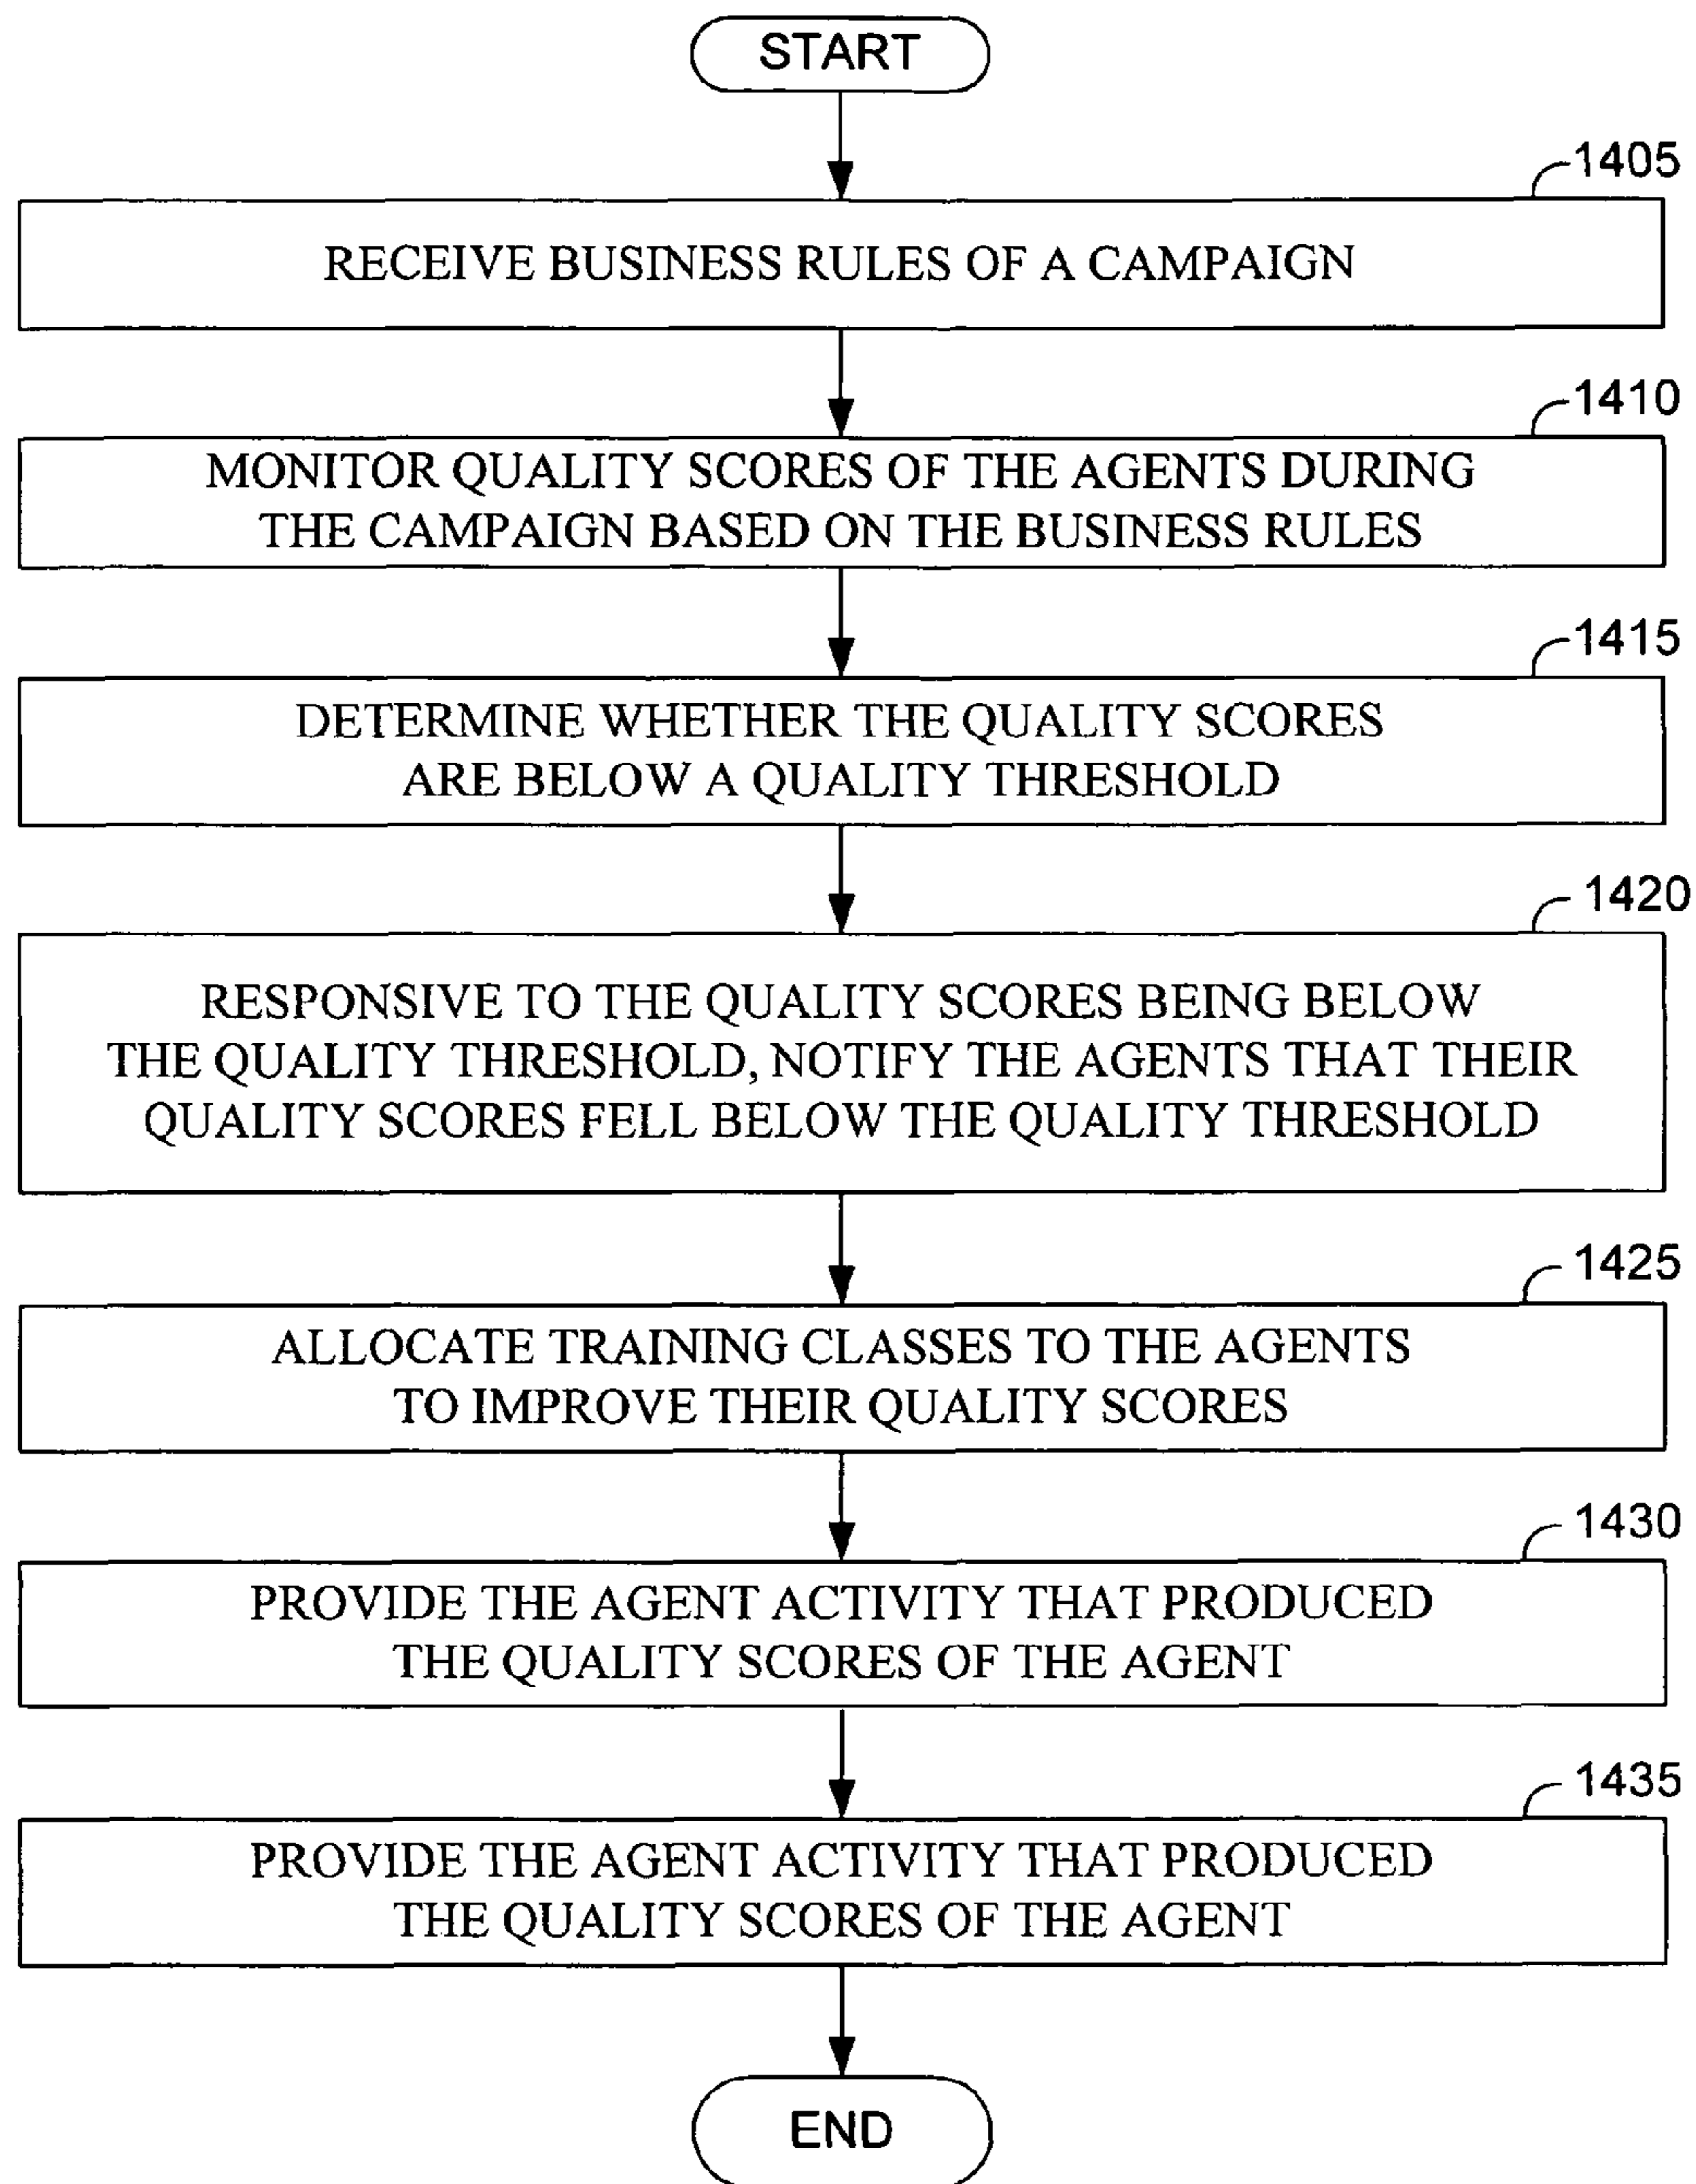 START
1405
RECEIVE BUSINESS RULES OF A CAMPAIGN
1410
MONITOR QUALITY SCORES OF THE AGENTS DURING
THE CAMPAIGN BASED ON THE BUSINESS RULES
1415
DETERMINE WHETHER THE QUALITY SCORES
ARE BELOW A QUALITY THRESHOLD
1420
RESPONSIVE TO THE QUALITY SCORES BEING BELOW
THE QUALITY THRESHOLD, NOTIFY THE AGENTS THAT THEIR
QUALITY SCORES FELL BELOW THE QUALITY THRESHOLD
1425
ALLOCATE TRAINING CLASSES TO THE AGENTS
TO IMPROVE THEIR QUALITY SCORES
1430
PROVIDE THE AGENT ACTIVITY THAT PRODUCED
THE QUALITY SCORES OF THE AGENT
1435
PROVIDE THE AGENT ACTIVITY THAT PRODUCED
THE QUALITY SCORES OF THE AGENT
END